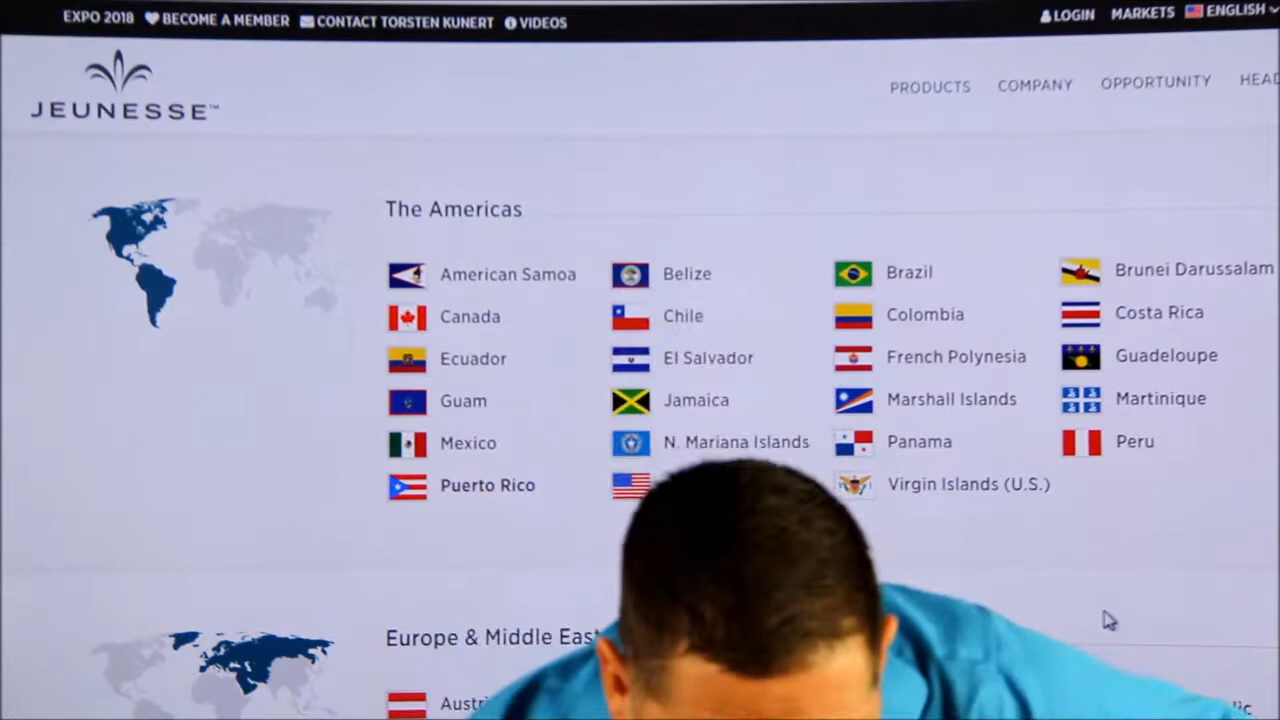 EXPO 2018 BECOME A MEMBER CONTACT TORSTEN KUNERT VIDEOS LOGIN MARKETS ENGLISH
JEUNESSE™ PRODUCTS COMPANY OPPORTUNITY
The Americas
American Samoa Belize Brazil Brunei Darussalam
Canada Chile Colombia Costa Rica
Ecuador El Salvador French Polynesia Guadeloupe
Guam Jamaica Marshall Islands Martinique
Mexico N. Mariana Islands Panama Peru
Puerto Rico Virgin Islands (U.S.)
Europe & Middle East